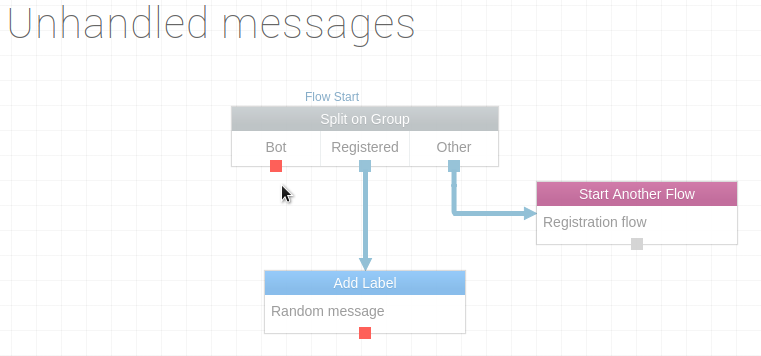 Unhandled messages
Flow Start
Split on Group
Bot Registered Other
Start Another Flow
Registration flow
Add Label
Random message